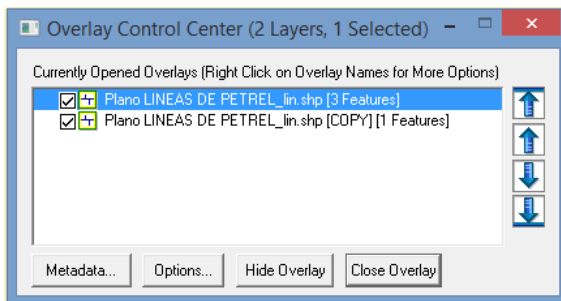 Overlay Control Center (2 Layers, 1 Selected)
Currently Opened Overlays (Right Click on Overlay Names for More Options)
Plano LINEAS DE PETREL_lin.shp [3 Features]
Plano LINEAS DE PETREL_lin.shp [COPY] [1 Features]
Metadata... Options... Hide Overlay Close Overlay